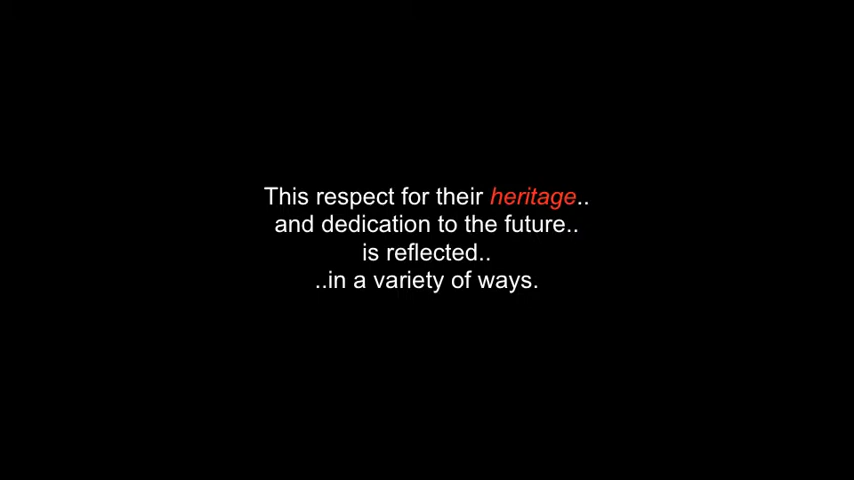 This respect for their heritage..
and dedication to the future..
is reflected..
..in a variety of ways.